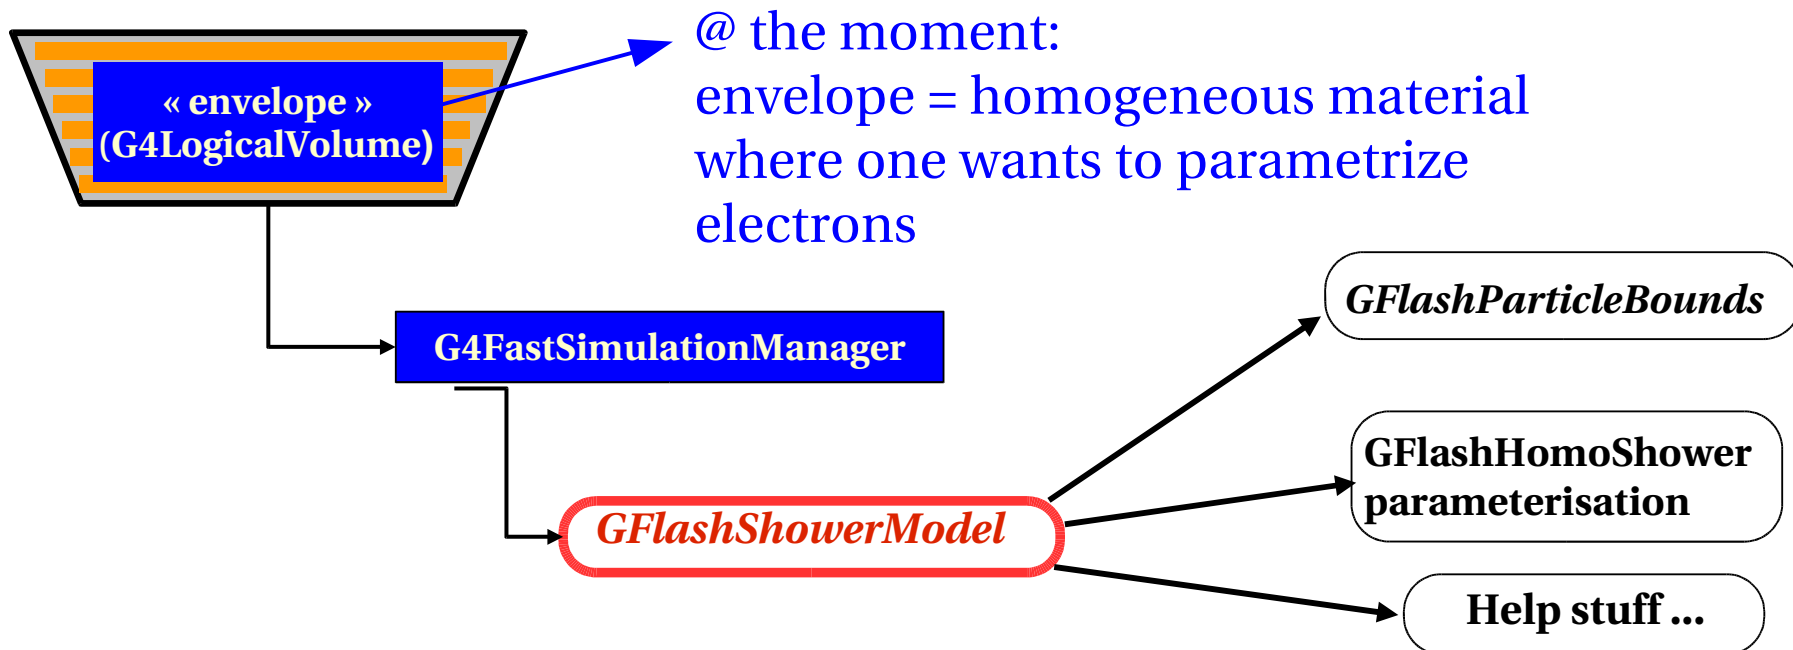 @ the moment:
envelope = homogeneous material
where one wants to parametrize
electrons
« envelope »
(G4LogicalVolume)
G4FastSimulationManager
GFlashShowerModel
GFlashParticleBounds
GFlashHomoShower
parameterisation
Help stuff ...